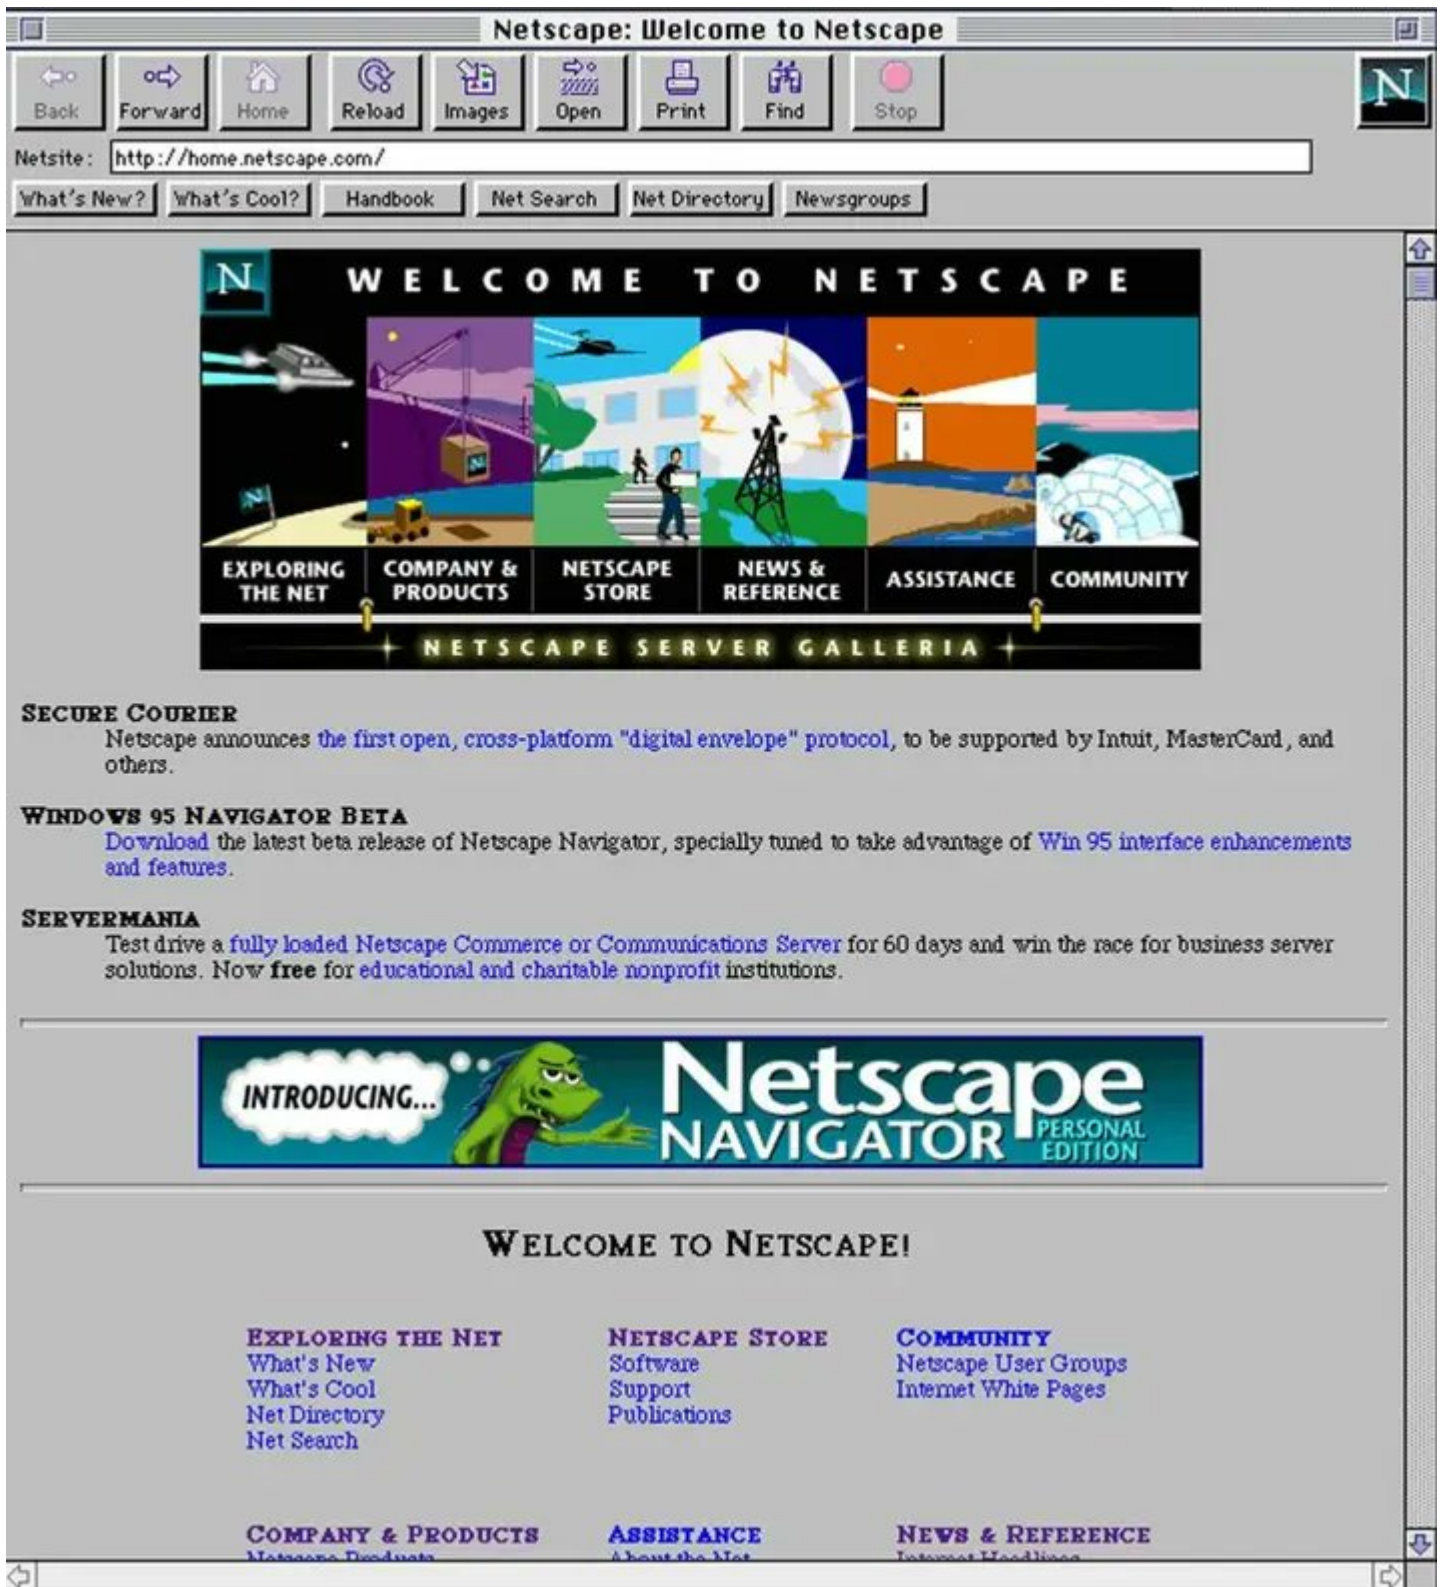 Netscape: Welcome to Netscape
Back Forward Home Reload Images Open Print Find Stop
N
Netsite: http://home.netscape.com/
What's New? What's Cool? Handbook Net Search Net Directory Newsgroups
N WELCOME TO NETSCAPE
N
N
EXPLORING THE NET
COMPANY & PRODUCTS
NETSCAPE STORE
NEWS & REFERENCE
ASSISTANCE
COMMUNITY
NETSCAPE SERVER GALLERIA
SECURE COURIER
Netscape announces the first open, cross-platform "digital envelope" protocol, to be supported by Intuit, MasterCard, and
others.
WINDOWS 95 NAVIGATOR BETA
Download the latest beta release of Netscape Navigator, specially tuned to take advantage of Win 95 interface enhancements
and features.
SERVERMANIA
Test drive a fully loaded Netscape Commerce or Communications Server for 60 days and win the race for business server
solutions. Now free for educational and charitable nonprofit institutions.
INTRODUCING...
Netscape
NAVIGATOR PERSONAL
EDITION
WELCOME TO NETSCAPE!
EXPLORING THE NET
What's New
What's Cool
Net Directory
Net Search
NETSCAPE STORE
Software
Support
Publications
COMMUNITY
Netscape User Groups
Internet White Pages
COMPANY & PRODUCTS
Netscape Products
ASSISTANCE
About the Net
NEWS & REFERENCE
Internet Headlines